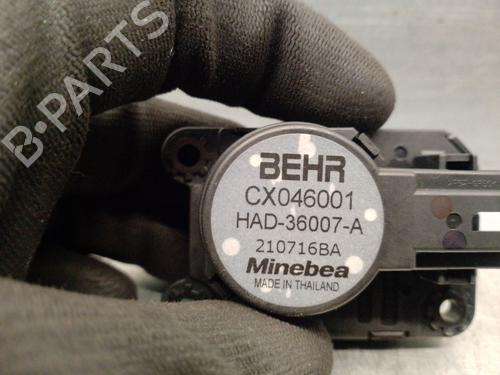 B·PARTS
BEHR
CX046001
HAD-36007-A
210716BA
Minebea
MADE IN THAILAND